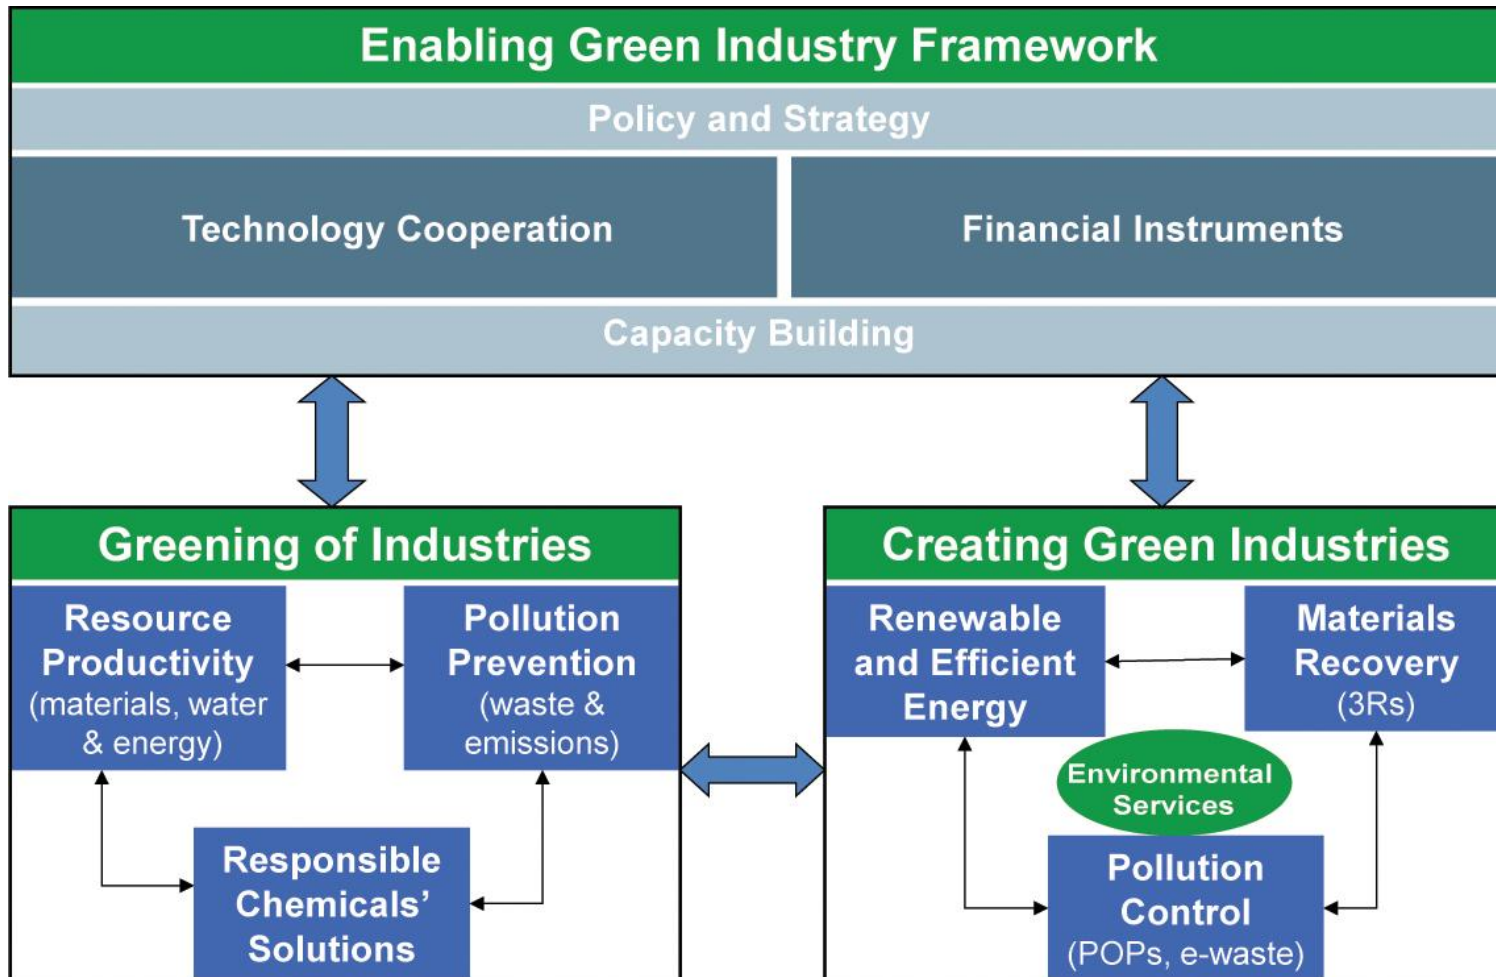 Enabling Green Industry Framework
Policy and Strategy
Technology Cooperation
Financial Instruments
Capacity Building
Greening of Industries
Resource
Productivity
(materials, water
& energy)
Pollution
Prevention
(waste &
emissions)
Responsible
Chemicals’
Solutions
Creating Green Industries
Renewable
and Efficient
Energy
Materials
Recovery
(3Rs)
Environmental
Services
Pollution
Control
(POPs, e-waste)